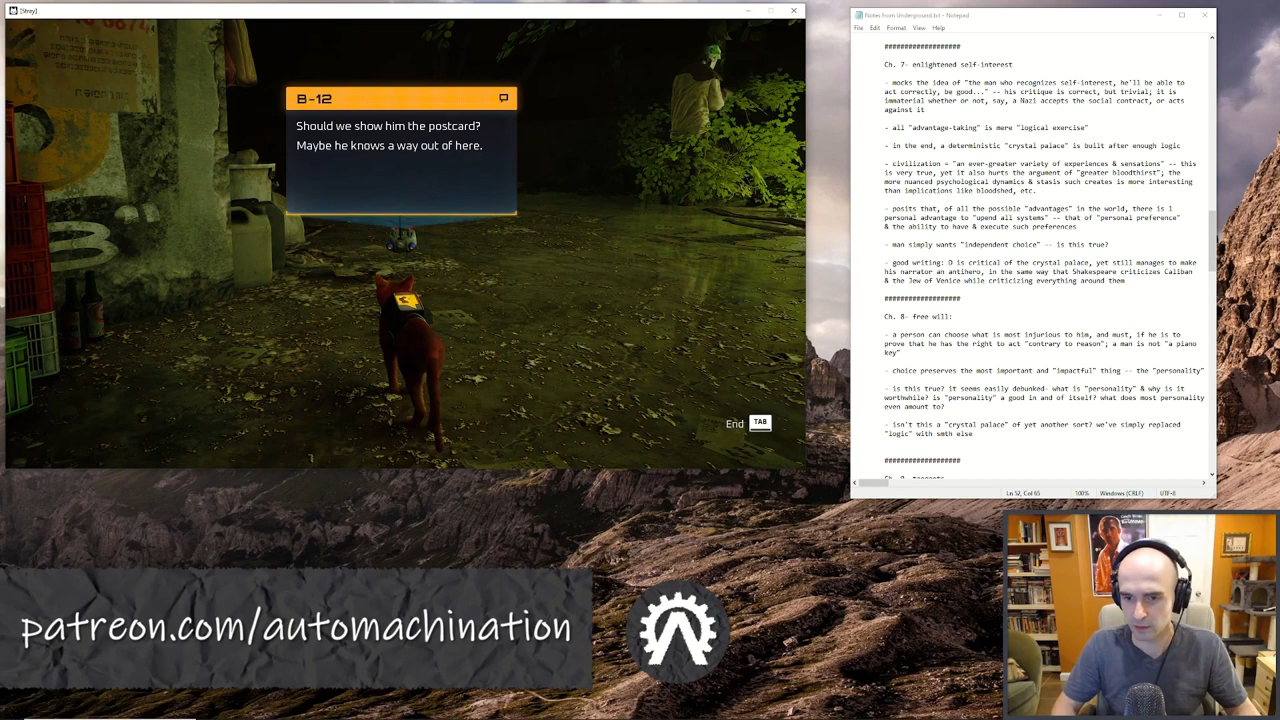 [Stray]
B-12
Should we show him the postcard?
Maybe he knows a way out of here.
End TAB
patreon.com/automachination
Notes from Underground.txt - Notepad
File Edit Format View Help
###################
Ch. 7- enlightened self-interest
- mocks the idea of "the man who recognizes self-interest, he'll be able to
act correctly, be good..." -- his critique is correct, but trivial; it is
immaterial whether or not, say, a Nazi accepts the social contract, or acts
against it
- all "advantage-taking" is mere "logical exercise"
- in the end, a deterministic "crystal palace" is built after enough logic
- civilization = "an ever-greater variety of experiences & sensations" -- this
is very true, yet it also hurts the argument of "greater bloodthirst"; the
more nuanced psychological dynamics & stasis such creates is more interesting
than implications like bloodshed, etc.
- posits that, of all the possible "advantages" in the world, there is 1
personal advantage to "upend all systems" -- that of "personal preference"
& the ability to have & execute such preferences
- man simply wants "independent choice" -- is this true?
- good writing: D is critical of the crystal palace, yet still manages to make
his narrator an antihero, in the same way that Shakespeare criticizes Caliban
& the Jew of Venice while criticizing everything around them
###################
Ch. 8- free will:
- a person can choose what is most injurious to him, and must, if he is to
prove that he has the right to act "contrary to reason"; a man is not "a piano
key"
- choice preserves the most important and "impactful" thing -- the "personality"
- is this true? it seems easily debunked- what is "personality" & why is it
worthwhile? is "personality" a good in and of itself? what does most personality
even amount to?
- isn't this a "crystal palace" of yet another sort? we've simply replaced
"logic" with smth else
###################
Ch. 9- tangents
Ln 52, Col 65 100% Windows (CRLF) UTF-8